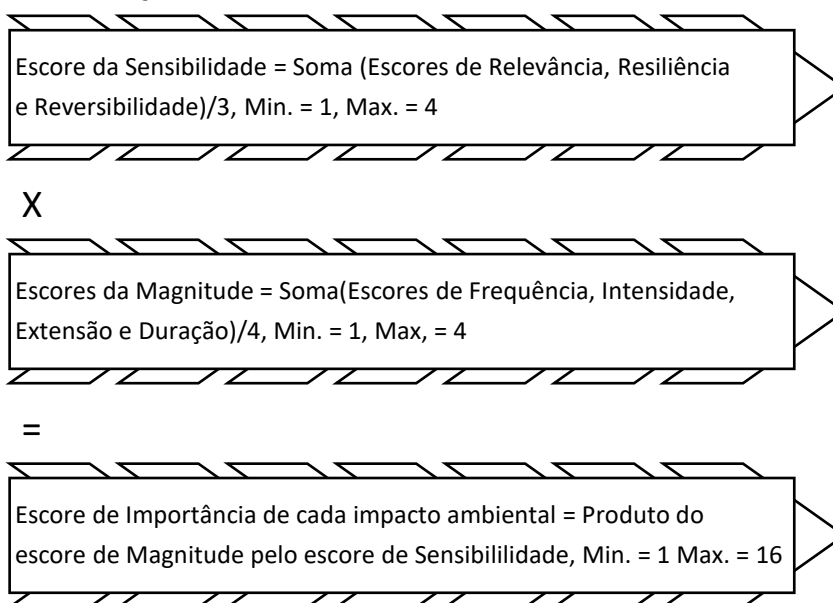 Escore da Sensibilidade = Soma (Escores de Relevância, Resiliência
e Reversibilidade)/3, Min. = 1, Max. = 4
X
Escores da Magnitude = Soma(Escores de Frequência, Intensidade,
Extensão e Duração)/4, Min. = 1, Max, = 4
=
Escore de Importância de cada impacto ambiental = Produto do
escore de Magnitude pelo escore de Sensibililidade, Min. = 1 Max. = 16